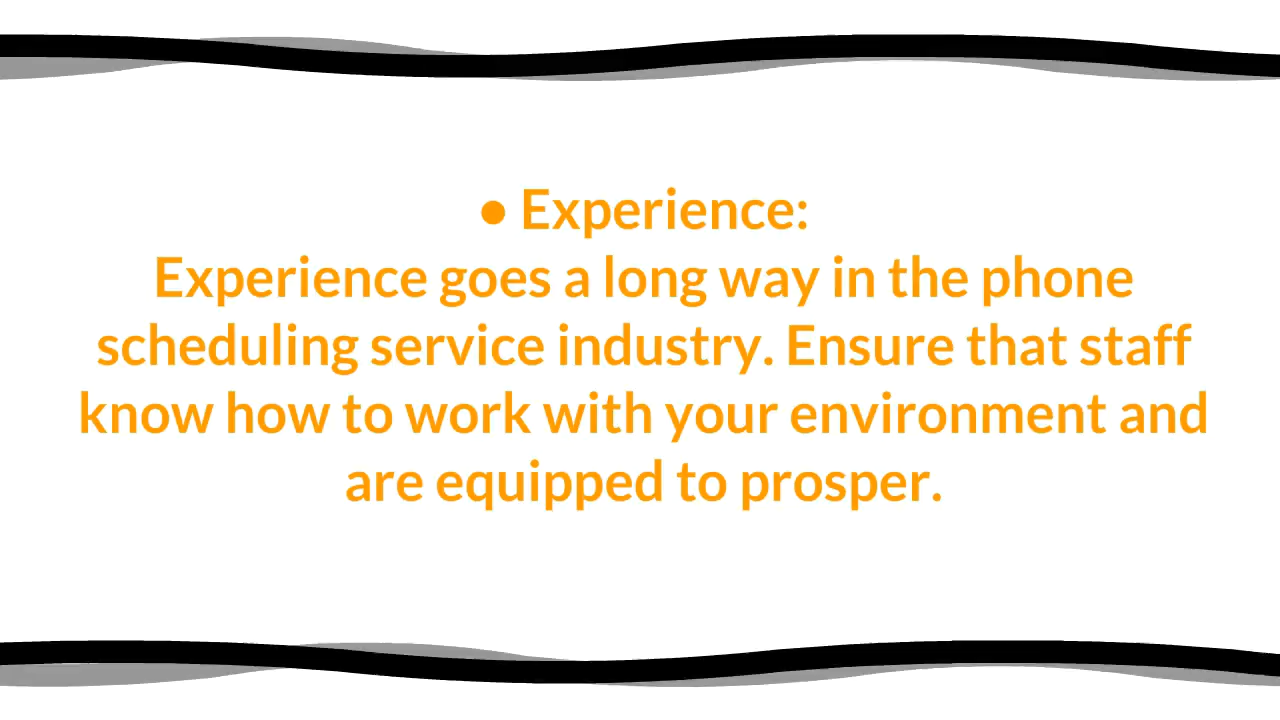 • Experience:
Experience goes a long way in the phone
scheduling service industry. Ensure that staff
know how to work with your environment and
are equipped to prosper.